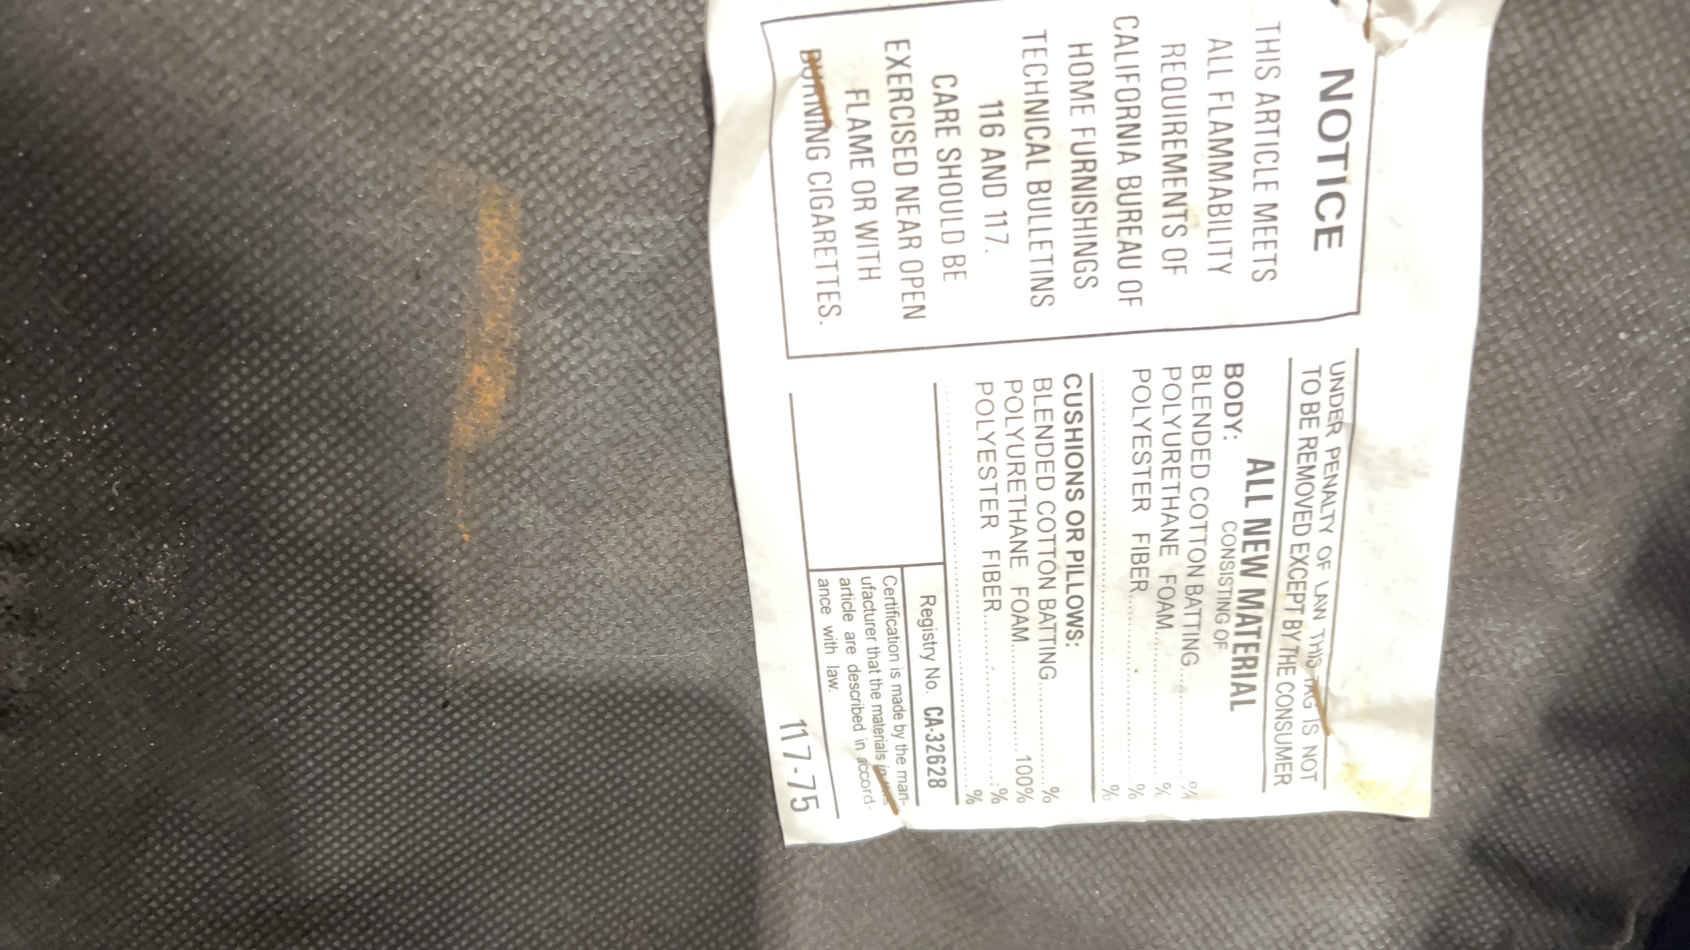 NOTICE
THIS ARTICLE MEETS
ALL FLAMMABILITY
REQUIREMENTS OF
CALIFORNIA BUREAU OF
HOME FURNISHINGS
TECHNICAL BULLETINS
116 AND 117.
CARE SHOULD BE
EXERCISED NEAR OPEN
FLAME OR WITH
BURNING CIGARETTES.
UNDER PENALTY OF LAW THIS TAG IS NOT
TO BE REMOVED EXCEPT BY THE CONSUMER
ALL NEW MATERIAL
CONSISTING OF
BODY:
BLENDED COTTON BATTING ............ %
POLYURETHANE FOAM ............ %
POLYESTER FIBER ............ %
............ %
CUSHIONS OR PILLOWS:
BLENDED COTTON BATTING ............ %
POLYURETHANE FOAM ............ 100%
POLYESTER FIBER ............ %
............ %
Registry No. CA-32628
Certification is made by the man-
ufacturer that the materials in
article are described in accord-
ance with law.
117-75